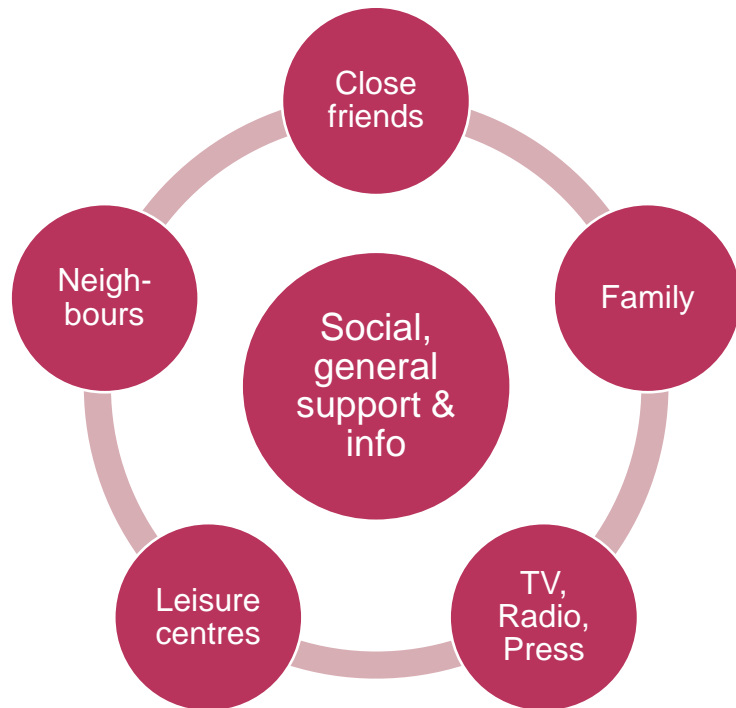 Close
friends
Family
TV,
Radio,
Press
Leisure
centres
Neigh-
bours
Social,
general
support &
info